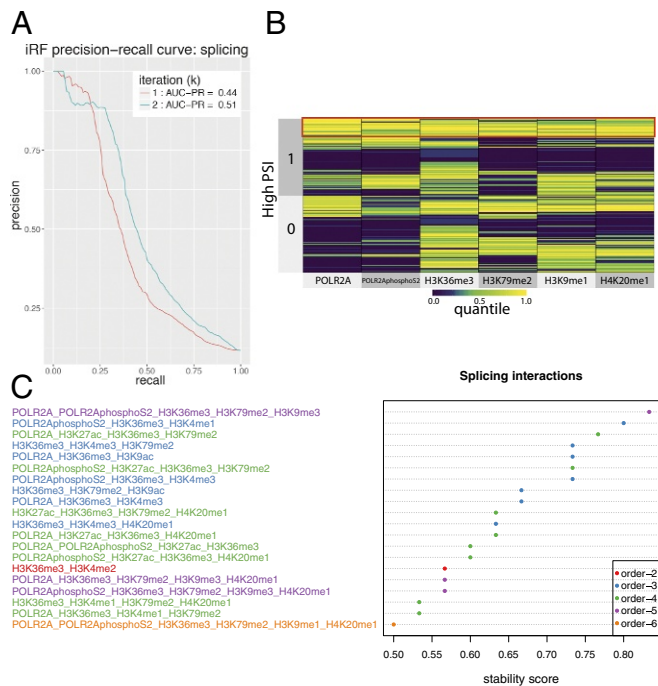 A
iRF precision−recall curve: splicing
iteration (k)
1 : AUC−PR = 0.44
2 : AUC−PR = 0.51
1.00
0.75
0.50
0.25
precision
0.00
0.25
0.50
0.75
1.00
recall
B
High PSI
1
0
POLR2A
POLR2AphosphoS2
H3K36me3
H3K79me2
H3K9me1
H4K20me1
0.0
0.5
1.0
quantile
C
Splicing interactions
POLR2A_POLR2AphosphoS2_H3K36me3_H3K79me2_H3K9me3
POLR2AphosphoS2_H3K36me3_H3K4me1
POLR2A_H3K27ac_H3K36me3_H3K79me2
H3K36me3_H3K4me3_H3K79me2
POLR2A_H3K36me3_H3K9ac
POLR2AphosphoS2_H3K27ac_H3K36me3_H3K79me2
POLR2AphosphoS2_H3K36me3_H3K4me3
H3K36me3_H3K79me2_H3K9ac
POLR2A_H3K36me3_H3K4me3
H3K27ac_H3K36me3_H3K79me2_H4K20me1
H3K36me3_H3K4me3_H4K20me1
POLR2A_H3K27ac_H3K36me3_H4K20me1
POLR2A_POLR2AphosphoS2_H3K27ac_H3K36me3
POLR2AphosphoS2_H3K27ac_H3K36me3_H4K20me1
H3K36me3_H3K4me2
POLR2A_H3K36me3_H3K79me2_H3K9me3_H4K20me1
POLR2AphosphoS2_H3K36me3_H3K79me2_H3K9me3_H4K20me1
H3K36me3_H3K4me1_H3K79me2_H4K20me1
POLR2A_H3K36me3_H3K4me1_H3K79me2
POLR2A_POLR2AphosphoS2_H3K36me3_H3K79me2_H3K9me1_H4K20me1
order−2
order−3
order−4
order−5
order−6
0.50
0.55
0.60
0.65
0.70
0.75
0.80
stability score